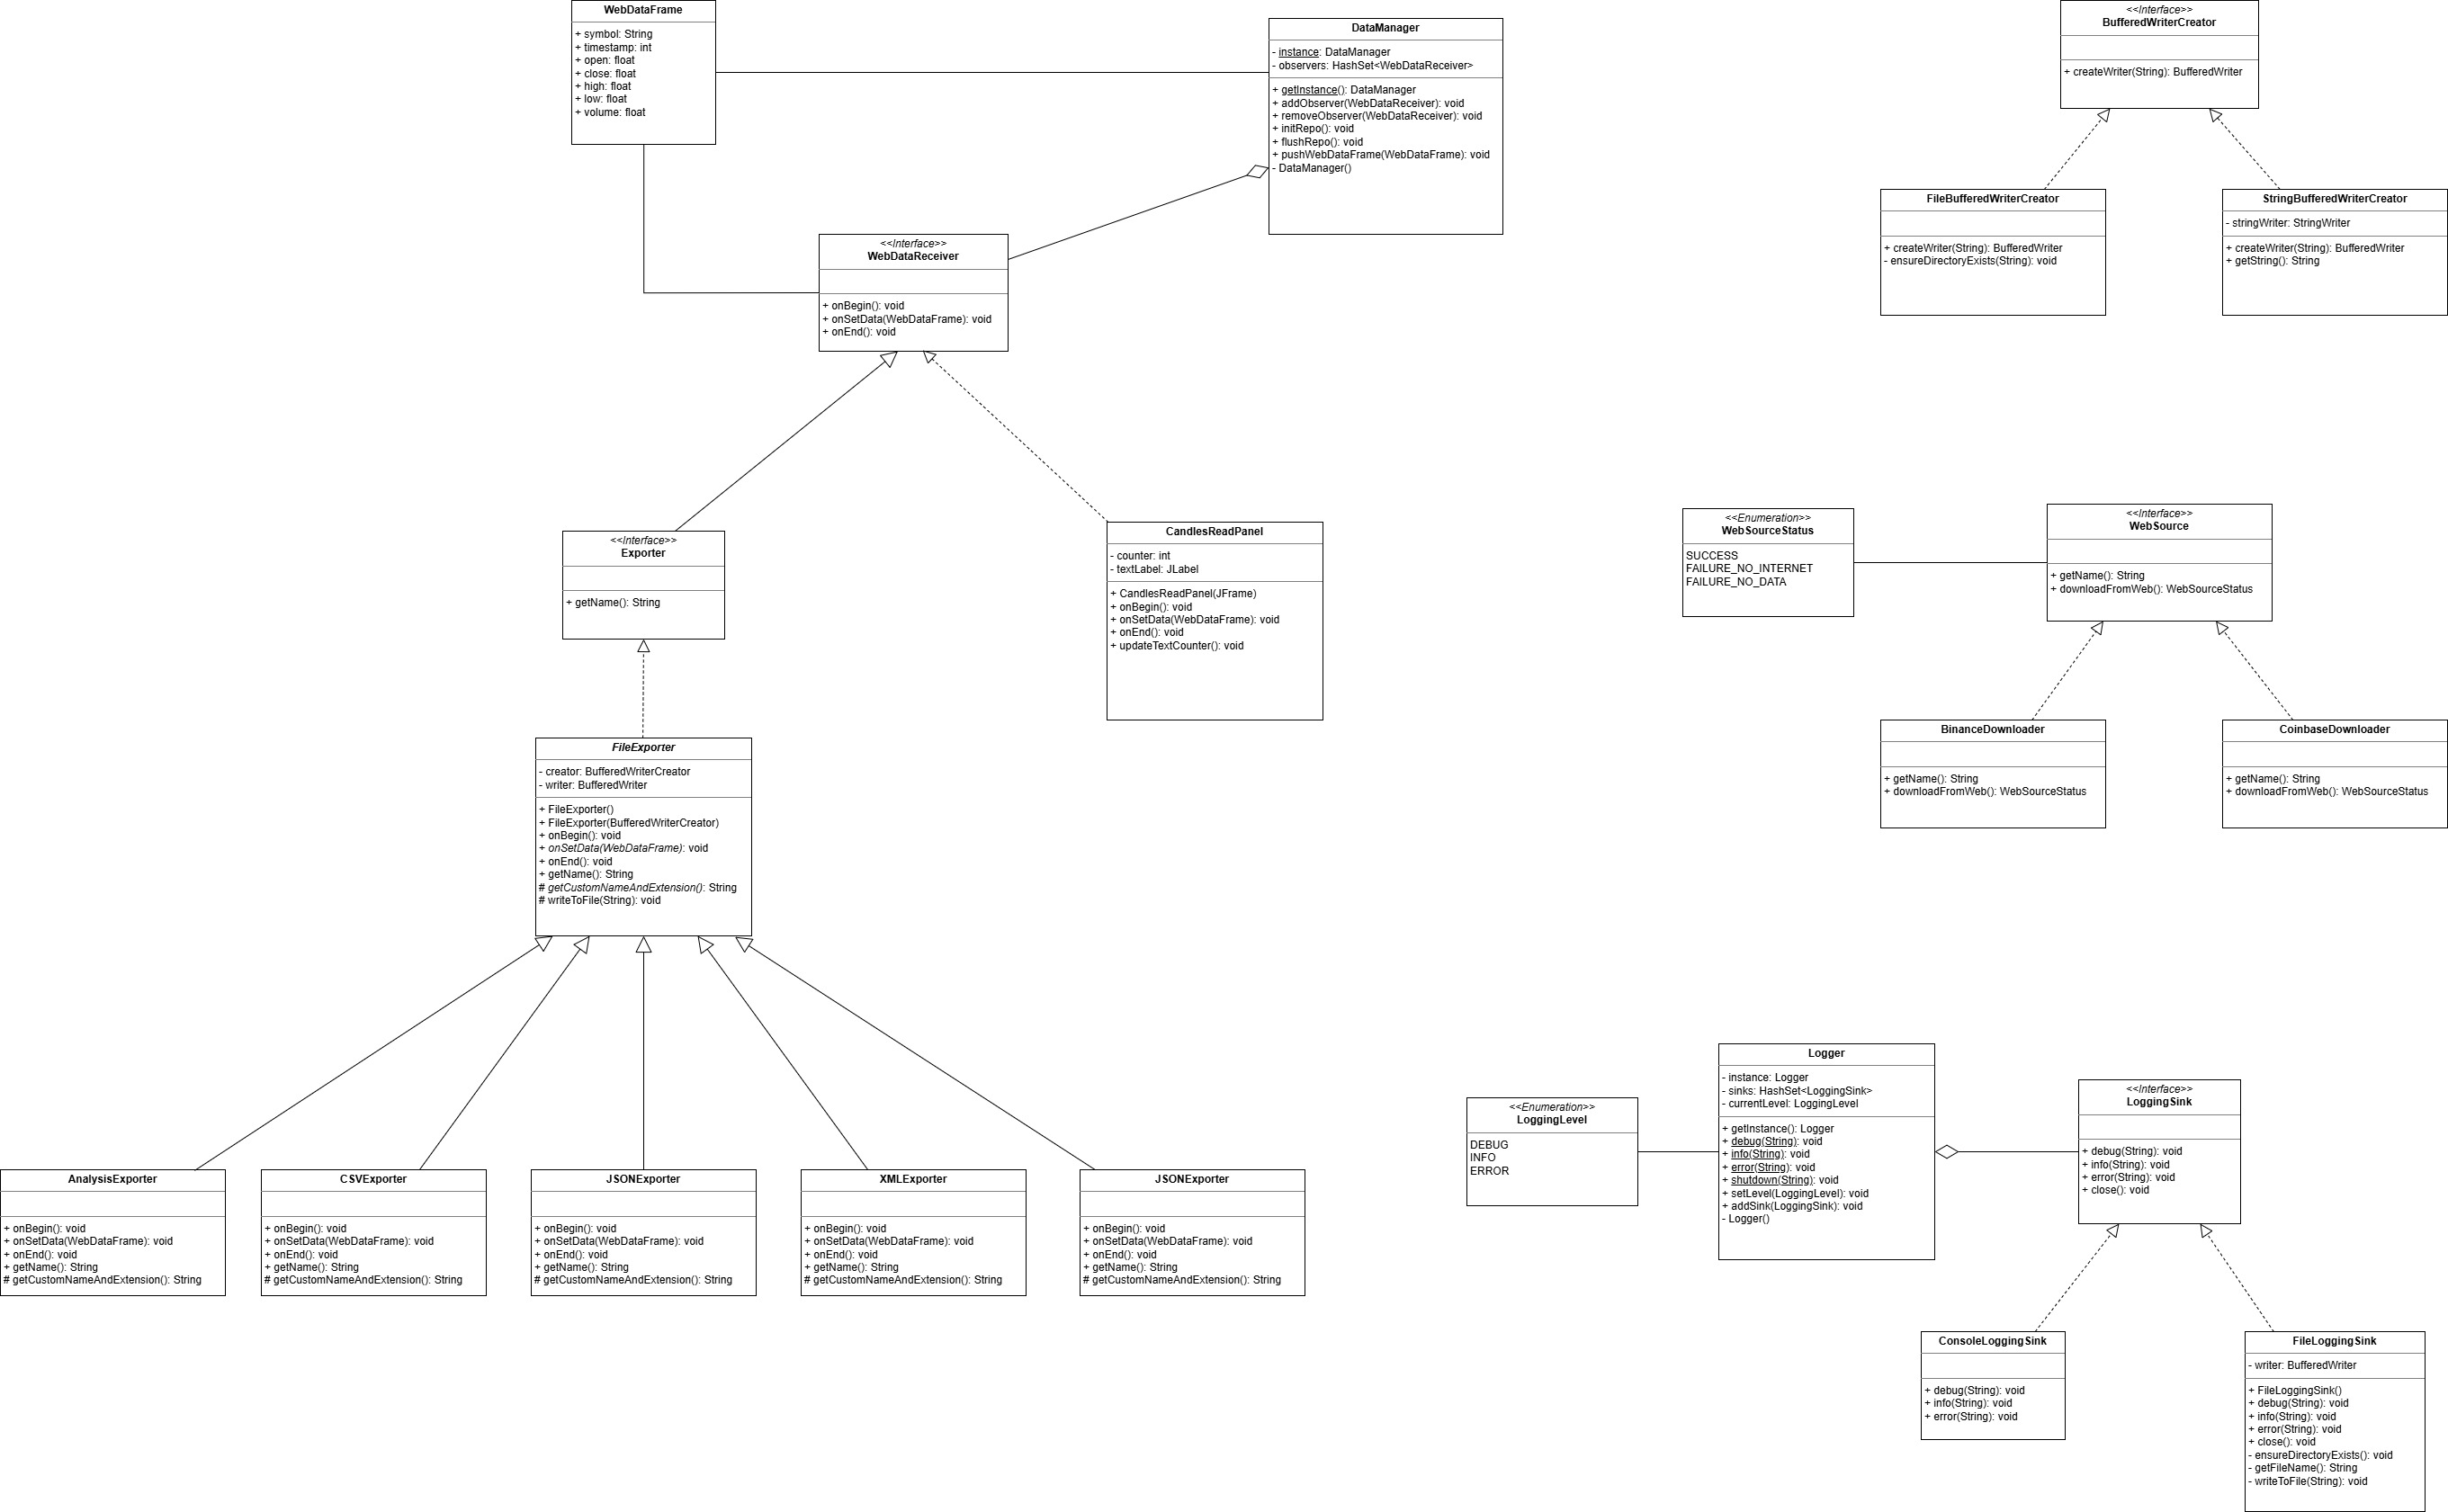 WebDataFrame
+ symbol: String
+ timestamp: int
+ open: float
+ close: float
+ high: float
+ low: float
+ volume: float
DataManager
- instance: DataManager
- observers: HashSet<WebDataReceiver>
+ getInstance(): DataManager
+ addObserver(WebDataReceiver): void
+ removeObserver(WebDataReceiver): void
+ initRepo(): void
+ flushRepo(): void
+ pushWebDataFrame(WebDataFrame): void
- DataManager()
<<Interface>>
BufferedWriterCreator
+ createWriter(String): BufferedWriter
FileBufferedWriterCreator
+ createWriter(String): BufferedWriter
- ensureDirectoryExists(String): void
StringBufferedWriterCreator
- stringWriter: StringWriter
+ createWriter(String): BufferedWriter
+ getString(): String
<<Interface>>
WebDataReceiver
+ onBegin(): void
+ onSetData(WebDataFrame): void
+ onEnd(): void
<<Interface>>
Exporter
+ getName(): String
CandlesReadPanel
- counter: int
- textLabel: JLabel
+ CandlesReadPanel(JFrame)
+ onBegin(): void
+ onSetData(WebDataFrame): void
+ onEnd(): void
+ updateTextCounter(): void
<<Enumeration>>
WebSourceStatus
SUCCESS
FAILURE_NO_INTERNET
FAILURE_NO_DATA
<<Interface>>
WebSource
+ getName(): String
+ downloadFromWeb(): WebSourceStatus
BinanceDownloader
+ getName(): String
+ downloadFromWeb(): WebSourceStatus
CoinbaseDownloader
+ getName(): String
+ downloadFromWeb(): WebSourceStatus
FileExporter
- creator: BufferedWriterCreator
- writer: BufferedWriter
+ FileExporter()
+ FileExporter(BufferedWriterCreator)
+ onBegin(): void
+ onSetData(WebDataFrame): void
+ onEnd(): void
+ getName(): String
# getCustomNameAndExtension(): String
# writeToFile(String): void
AnalysisExporter
+ onBegin(): void
+ onSetData(WebDataFrame): void
+ onEnd(): void
+ getName(): String
# getCustomNameAndExtension(): String
CSVExporter
+ onBegin(): void
+ onSetData(WebDataFrame): void
+ onEnd(): void
+ getName(): String
# getCustomNameAndExtension(): String
JSONExporter
+ onBegin(): void
+ onSetData(WebDataFrame): void
+ onEnd(): void
+ getName(): String
# getCustomNameAndExtension(): String
XMLExporter
+ onBegin(): void
+ onSetData(WebDataFrame): void
+ onEnd(): void
+ getName(): String
# getCustomNameAndExtension(): String
JSONExporter
+ onBegin(): void
+ onSetData(WebDataFrame): void
+ onEnd(): void
+ getName(): String
# getCustomNameAndExtension(): String
<<Enumeration>>
LoggingLevel
DEBUG
INFO
ERROR
Logger
- instance: Logger
- sinks: HashSet<LoggingSink>
- currentLevel: LoggingLevel
+ getInstance(): Logger
+ debug(String): void
+ info(String): void
+ error(String): void
+ shutdown(String): void
+ setLevel(LoggingLevel): void
+ addSink(LoggingSink): void
- Logger()
<<Interface>>
LoggingSink
+ debug(String): void
+ info(String): void
+ error(String): void
+ close(): void
ConsoleLoggingSink
+ debug(String): void
+ info(String): void
+ error(String): void
FileLoggingSink
- writer: BufferedWriter
+ FileLoggingSink()
+ debug(String): void
+ info(String): void
+ error(String): void
+ close(): void
- ensureDirectoryExists(): void
- getFileName(): String
- writeToFile(String): void